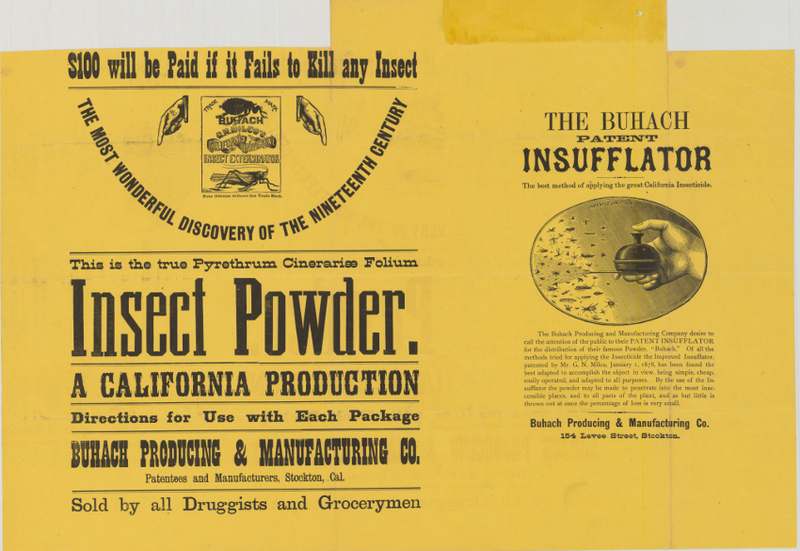 $100 will be Paid if it Fails to Kill any Insect
THE MOST WONDERFUL DISCOVERY OF THE NINETEENTH CENTURY
TRADE MARK
BUHACH
G.N. MILCO'S
INSECT EXTERMINATOR
None Genuine without this Trade Mark.
This is the true Pyrethrum Cinerariæ Folium
Insect Powder.
A CALIFORNIA PRODUCTION
Directions for Use with Each Package
BUHACH PRODUCING & MANUFACTURING CO.
Patentees and Manufacturers, Stockton, Cal.
Sold by all Druggists and Grocerymen
THE BUHACH
PATENT
INSUFFLATOR
The best method of applying the great California Insecticide.
The Buhach Producing and Manufacturing Company desire to
call the attention of the public to their PATENT INSUFFLATOR
for the distribution of their famous Powder, "Buhach." Of all the
methods tried for applying the Insecticide the Improved Insufflator,
patented by Mr. G. N. Milco, January 1, 1878, has been found the
best adapted to accomplish the object in view, being simple, cheap,
easily operated, and adapted to all purposes. By the use of the In-
sufflator the powder may be made to penetrate into the most inac-
cessible places, and to all parts of the plant, and as but little is
thrown out at once the percentage of loss is very small.
Buhach Producing & Manufacturing Co.
154 Levee Street, Stockton.